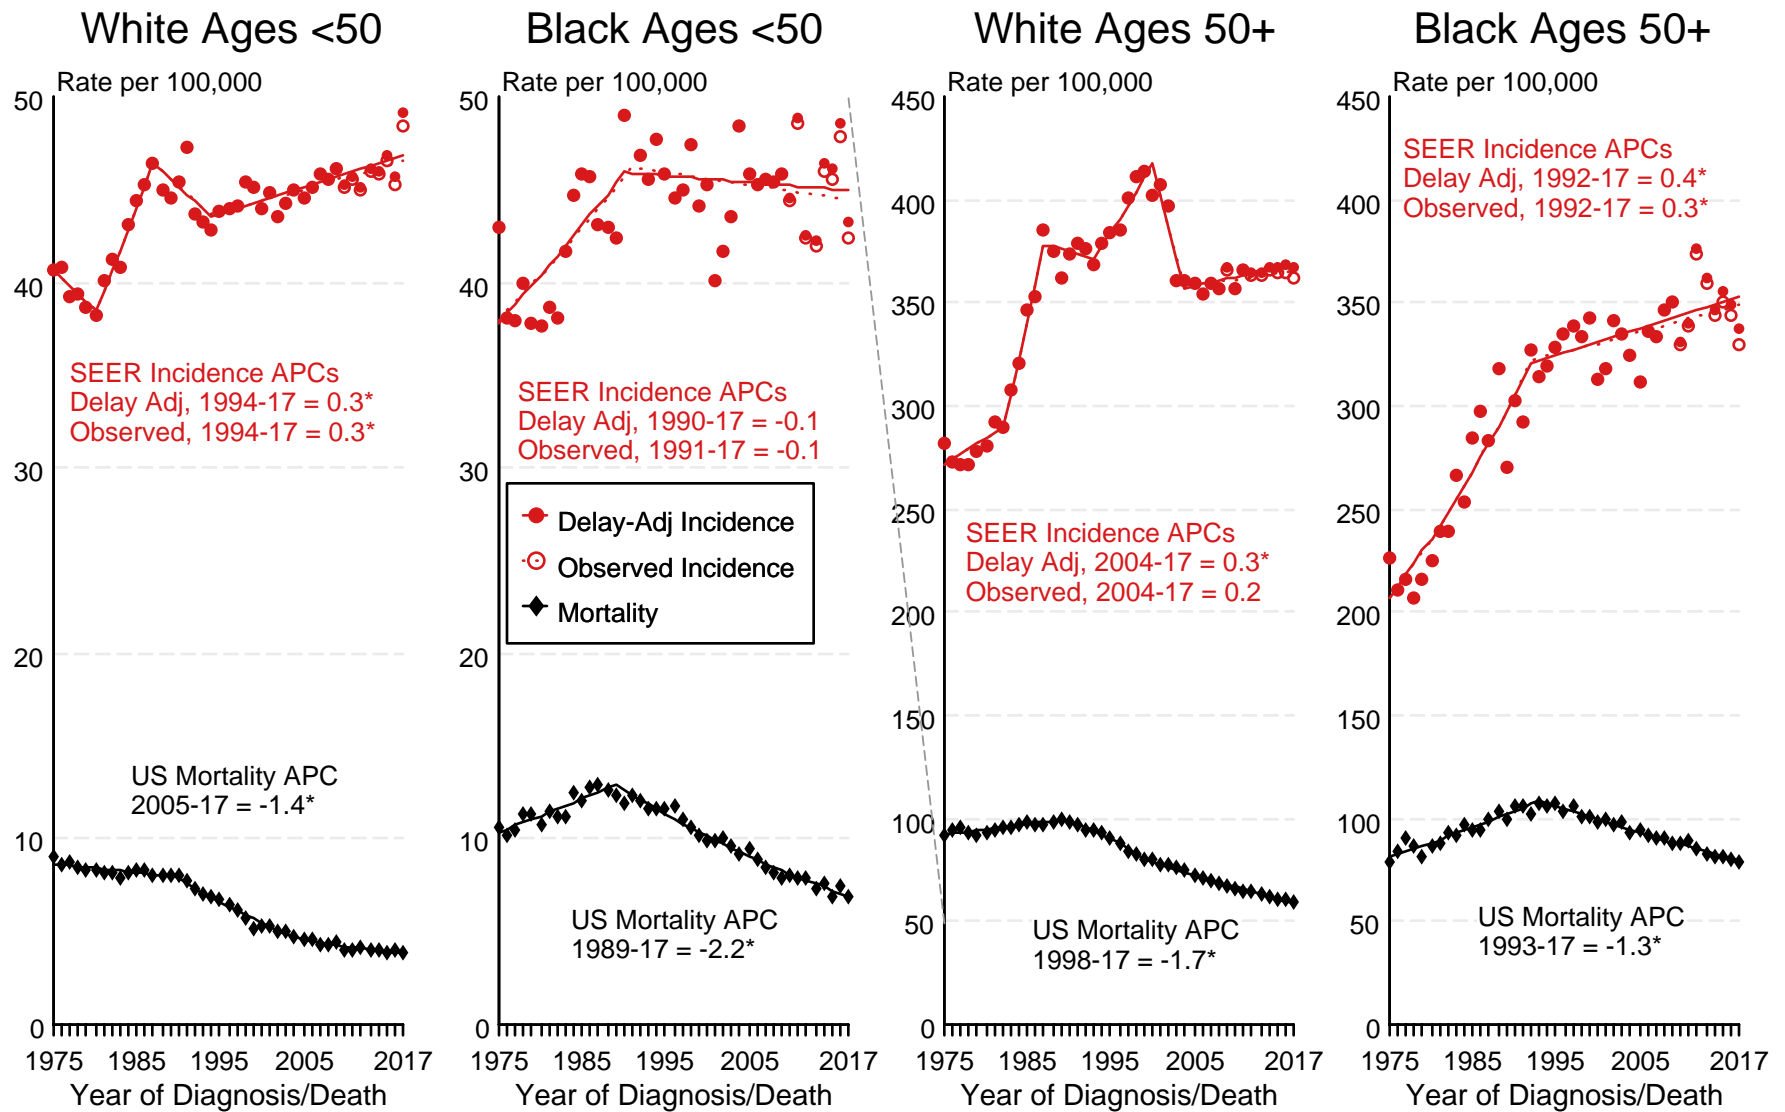 White Ages <50
Rate per 100,000
50
40
30
20
10
0
SEER Incidence APCs
Delay Adj, 1994-17 = 0.3*
Observed, 1994-17 = 0.3*
US Mortality APC
2005-17 = -1.4*
1975 1985 1995 2005 2017
Year of Diagnosis/Death
Black Ages <50
Rate per 100,000
50
40
30
20
10
0
SEER Incidence APCs
Delay Adj, 1990-17 = -0.1
Observed, 1991-17 = -0.1
Delay-Adj Incidence
Observed Incidence
Mortality
US Mortality APC
1989-17 = -2.2*
1975 1985 1995 2005 2017
Year of Diagnosis/Death
White Ages 50+
Rate per 100,000
450
400
350
300
250
200
150
100
50
0
SEER Incidence APCs
Delay Adj, 2004-17 = 0.3*
Observed, 2004-17 = 0.2
US Mortality APC
1998-17 = -1.7*
1975 1985 1995 2005 2017
Year of Diagnosis/Death
Black Ages 50+
Rate per 100,000
450
400
350
300
250
200
150
100
50
0
SEER Incidence APCs
Delay Adj, 1992-17 = 0.4*
Observed, 1992-17 = 0.3*
US Mortality APC
1993-17 = -1.3*
1975 1985 1995 2005 2017
Year of Diagnosis/Death